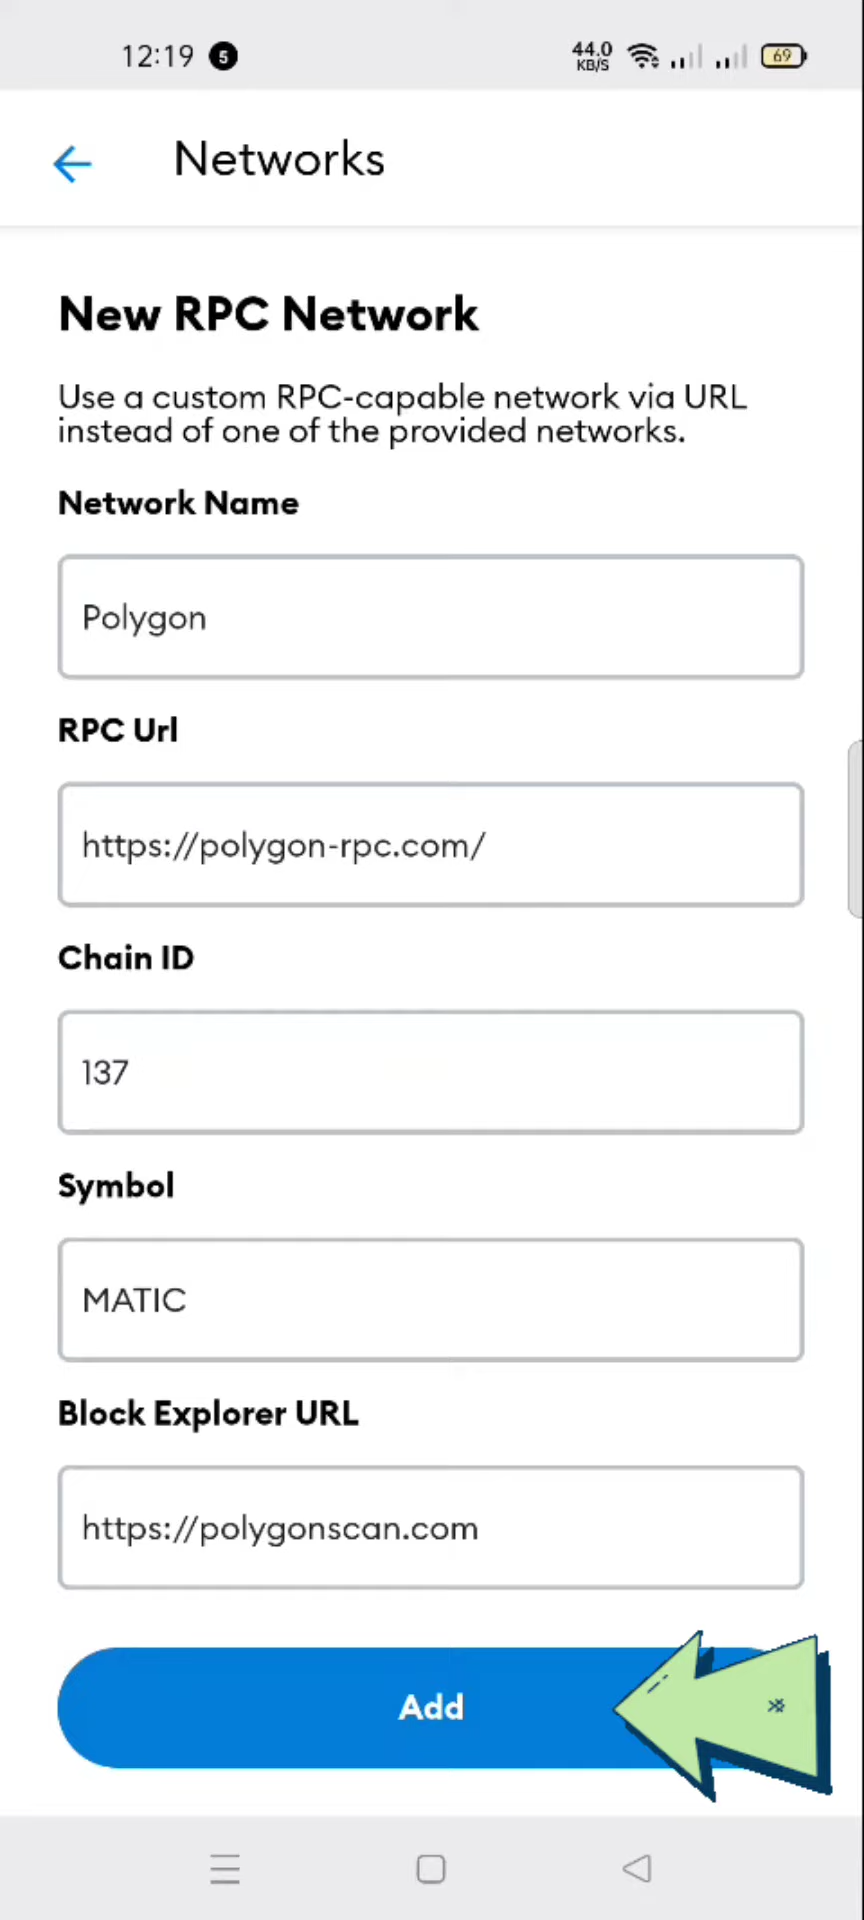 12:19 5 44.0 KB/S 69
Networks
New RPC Network
Use a custom RPC-capable network via URL
instead of one of the provided networks.
Network Name
Polygon
RPC Url
https://polygon-rpc.com/
Chain ID
137
Symbol
MATIC
Block Explorer URL
https://polygonscan.com
Add